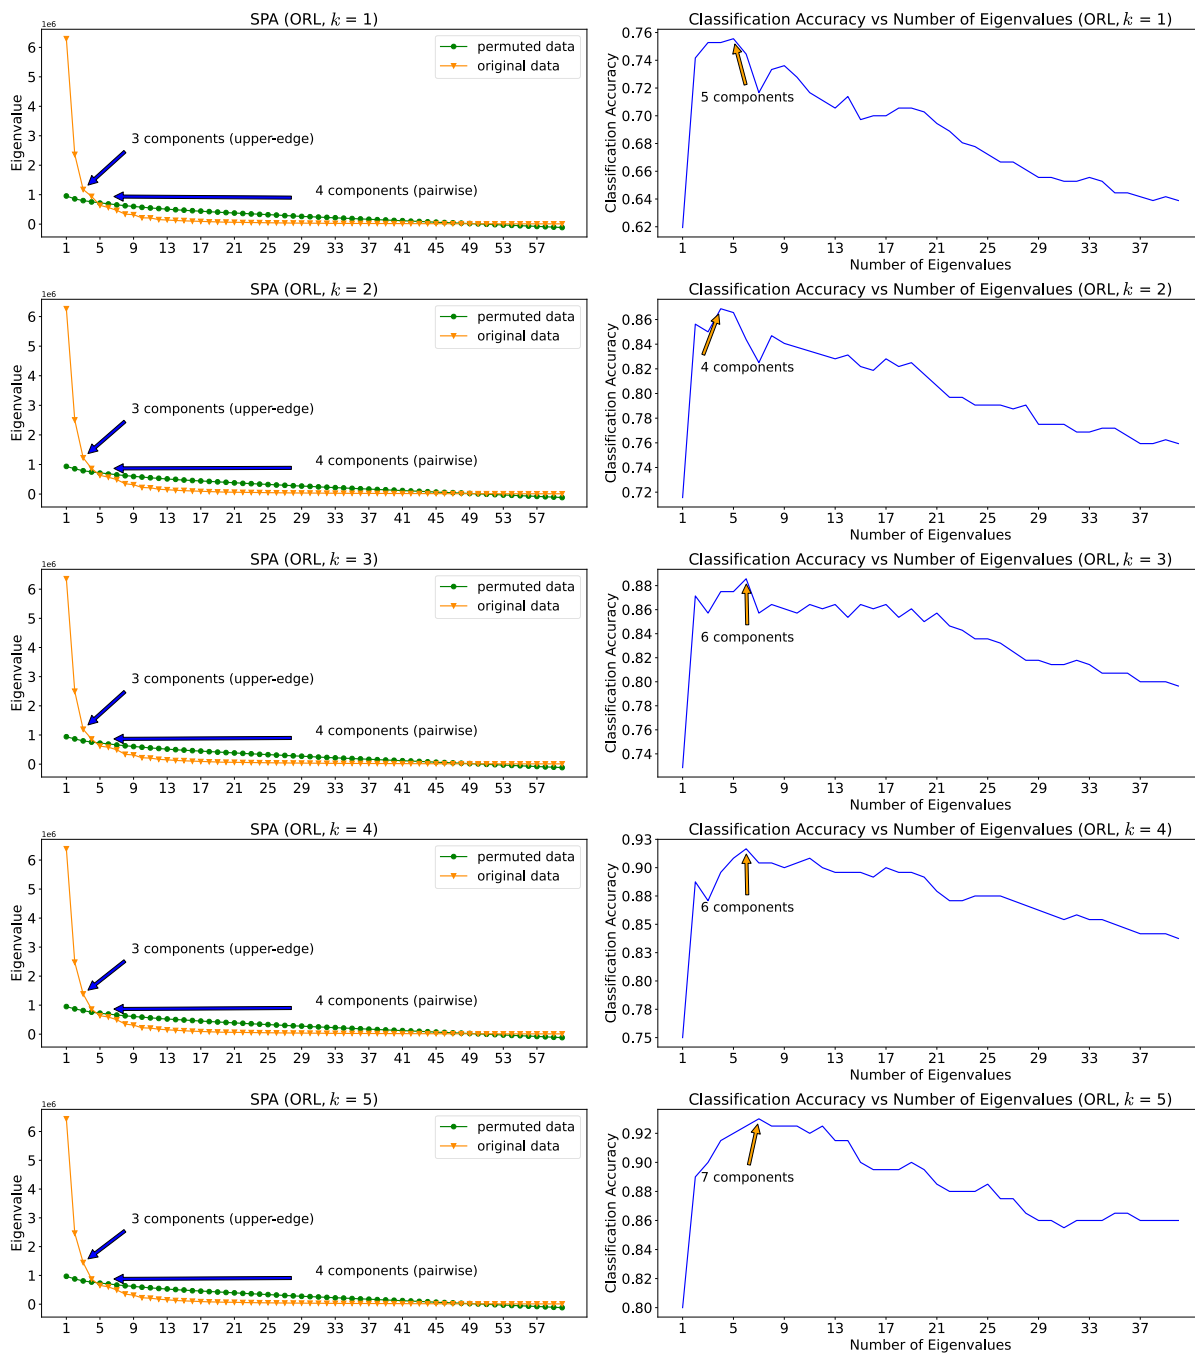 SPA (ORL, k = 1)
1e6
Eigenvalue
6
5
4
3
2
1
0
permuted data
original data
3 components (upper-edge)
4 components (pairwise)
1 5 9 13 17 21 25 29 33 37 41 45 49 53 57
Classification Accuracy vs Number of Eigenvalues (ORL, k = 1)
Classification Accuracy
0.76
0.74
0.72
0.70
0.68
0.66
0.64
0.62
5 components
1 5 9 13 17 21 25 29 33 37
Number of Eigenvalues
SPA (ORL, k = 2)
1e6
Eigenvalue
6
5
4
3
2
1
0
permuted data
original data
3 components (upper-edge)
4 components (pairwise)
1 5 9 13 17 21 25 29 33 37 41 45 49 53 57
Classification Accuracy vs Number of Eigenvalues (ORL, k = 2)
Classification Accuracy
0.86
0.84
0.82
0.80
0.78
0.76
0.74
0.72
4 components
1 5 9 13 17 21 25 29 33 37
Number of Eigenvalues
SPA (ORL, k = 3)
1e6
Eigenvalue
6
5
4
3
2
1
0
permuted data
original data
3 components (upper-edge)
4 components (pairwise)
1 5 9 13 17 21 25 29 33 37 41 45 49 53 57
Classification Accuracy vs Number of Eigenvalues (ORL, k = 3)
Classification Accuracy
0.88
0.86
0.84
0.82
0.80
0.78
0.76
0.74
6 components
1 5 9 13 17 21 25 29 33 37
Number of Eigenvalues
SPA (ORL, k = 4)
1e6
Eigenvalue
6
5
4
3
2
1
0
permuted data
original data
3 components (upper-edge)
4 components (pairwise)
1 5 9 13 17 21 25 29 33 37 41 45 49 53 57
Classification Accuracy vs Number of Eigenvalues (ORL, k = 4)
Classification Accuracy
0.93
0.90
0.88
0.85
0.83
0.80
0.78
0.75
6 components
1 5 9 13 17 21 25 29 33 37
Number of Eigenvalues
SPA (ORL, k = 5)
1e6
Eigenvalue
6
5
4
3
2
1
0
permuted data
original data
3 components (upper-edge)
4 components (pairwise)
1 5 9 13 17 21 25 29 33 37 41 45 49 53 57
Classification Accuracy vs Number of Eigenvalues (ORL, k = 5)
Classification Accuracy
0.92
0.90
0.88
0.86
0.84
0.82
0.80
7 components
1 5 9 13 17 21 25 29 33 37
Number of Eigenvalues